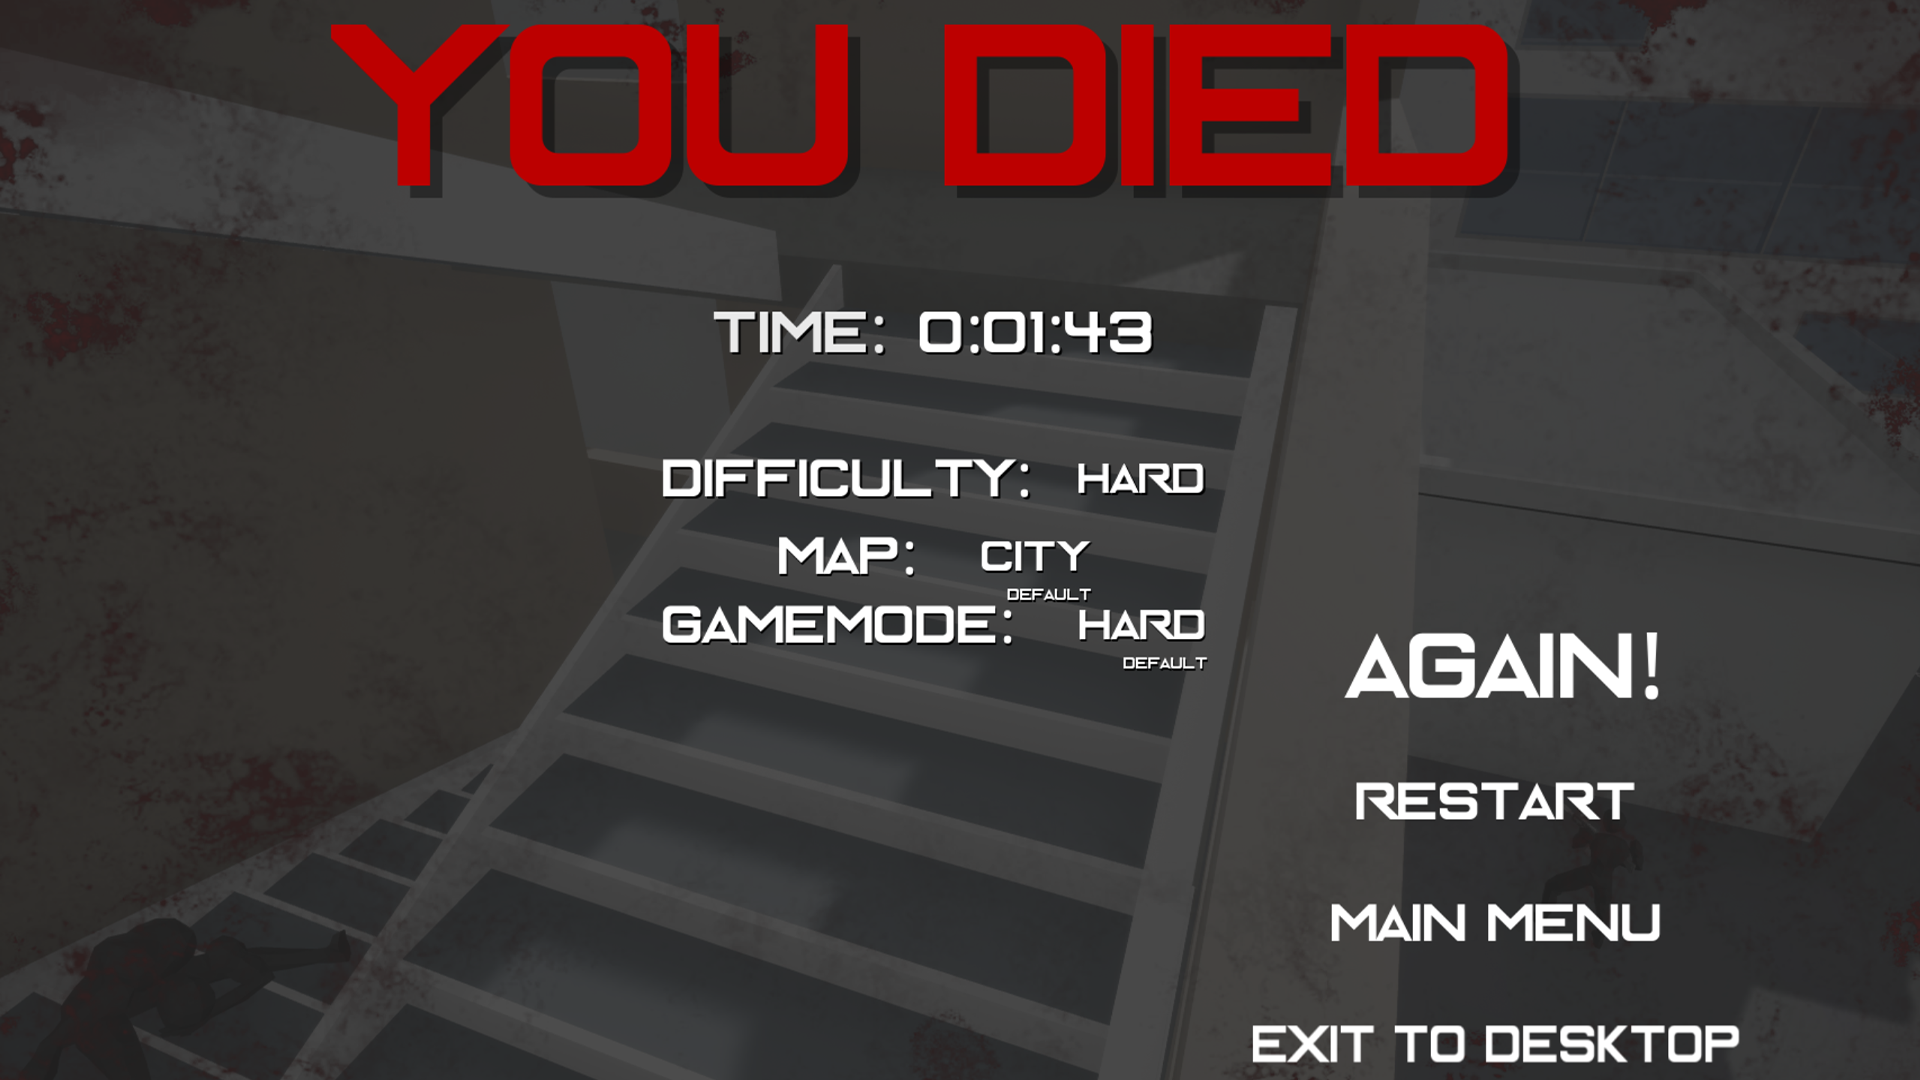 YOU DIED
TIME: 0:01:43
DIFFICULTY: HARD
MAP: CITY
DEFAULT
GAMEMODE: HARD
DEFAULT
AGAIN!
RESTART
MAIN MENU
EXIT TO DESKTOP